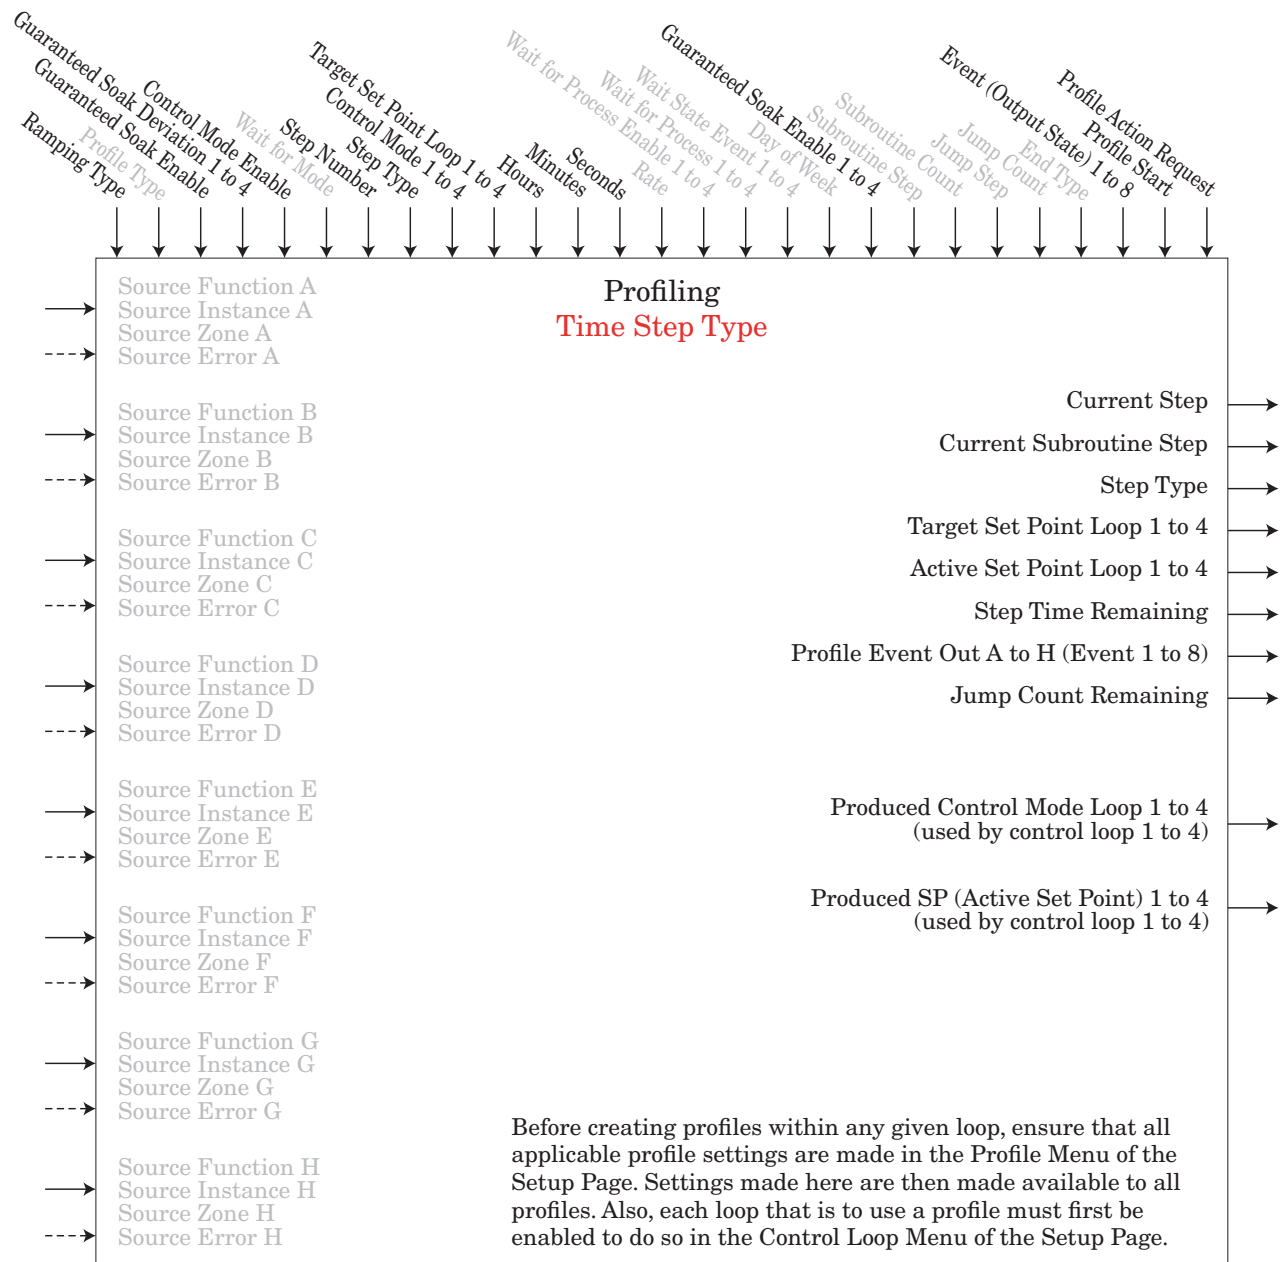 Ramping Type
Profile Type
Guaranteed Soak Enable
Guaranteed Soak Deviation 1 to 4
Control Mode Enable
Wait for Mode
Step Number
Step Type
Control Mode 1 to 4
Target Set Point Loop 1 to 4
Hours
Minutes
Seconds
Rate
Wait for Process Enable 1 to 4
Wait for Process 1 to 4
Wait State Event 1 to 4
Day of Week
Guaranteed Soak Enable 1 to 4
Subroutine Step
Subroutine Count
Jump Step
Jump Count
End Type
Event (Output State) 1 to 8
Profile Start
Profile Action Request
Profiling
Time Step Type
Source Function A
Source Instance A
Source Zone A
Source Error A
Source Function B
Source Instance B
Source Zone B
Source Error B
Source Function C
Source Instance C
Source Zone C
Source Error C
Source Function D
Source Instance D
Source Zone D
Source Error D
Source Function E
Source Instance E
Source Zone E
Source Error E
Source Function F
Source Instance F
Source Zone F
Source Error F
Source Function G
Source Instance G
Source Zone G
Source Error G
Source Function H
Source Instance H
Source Zone H
Source Error H
Current Step
Current Subroutine Step
Step Type
Target Set Point Loop 1 to 4
Active Set Point Loop 1 to 4
Step Time Remaining
Profile Event Out A to H (Event 1 to 8)
Jump Count Remaining
Produced Control Mode Loop 1 to 4
(used by control loop 1 to 4)
Produced SP (Active Set Point) 1 to 4
(used by control loop 1 to 4)
Before creating profiles within any given loop, ensure that all
applicable profile settings are made in the Profile Menu of the
Setup Page. Settings made here are then made available to all
profiles. Also, each loop that is to use a profile must first be
enabled to do so in the Control Loop Menu of the Setup Page.